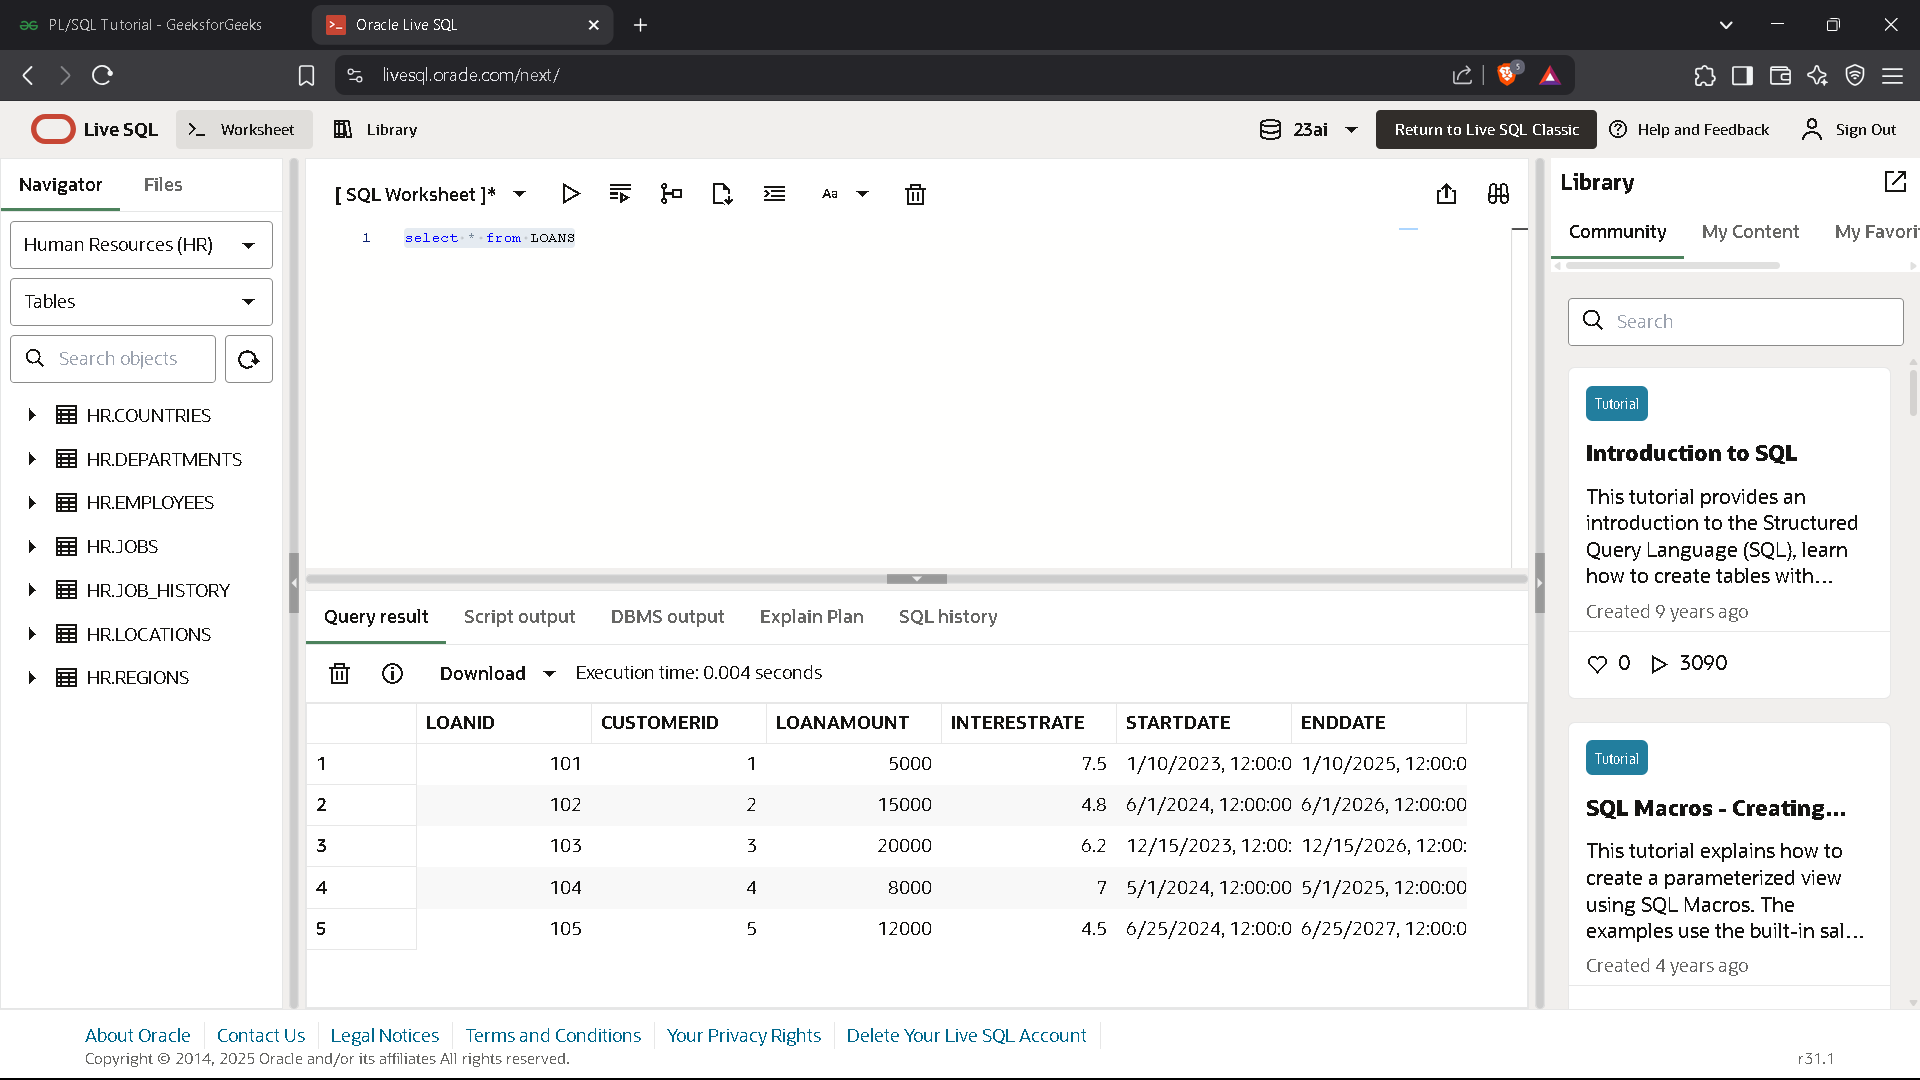 PL/SQL Tutorial - GeeksforGeeks
Oracle Live SQL
livesql.oracle.com/next/
5
Live SQL
Worksheet
Library
23ai
Return to Live SQL Classic
Help and Feedback
Sign Out
Navigator
Files
Human Resources (HR)
Tables
Search objects
HR.COUNTRIES
HR.DEPARTMENTS
HR.EMPLOYEES
HR.JOBS
HR.JOB_HISTORY
HR.LOCATIONS
HR.REGIONS
[ SQL Worksheet ]*
Aa
1 select * from LOANS
Query result
Script output
DBMS output
Explain Plan
SQL history
Download
Execution time: 0.004 seconds
LOANID CUSTOMERID LOANAMOUNT INTERESTRATE STARTDATE ENDDATE
1 101 1 5000 7.5 1/10/2023, 12:00:0 1/10/2025, 12:00:0
2 102 2 15000 4.8 6/1/2024, 12:00:00 6/1/2026, 12:00:00
3 103 3 20000 6.2 12/15/2023, 12:00: 12/15/2026, 12:00:
4 104 4 8000 7 5/1/2024, 12:00:00 5/1/2025, 12:00:00
5 105 5 12000 4.5 6/25/2024, 12:00:0 6/25/2027, 12:00:0
Library
Community
My Content
My Favori
Search
Tutorial
Introduction to SQL
This tutorial provides an
introduction to the Structured
Query Language (SQL), learn
how to create tables with...
Created 9 years ago
0 3090
Tutorial
SQL Macros - Creating...
This tutorial explains how to
create a parameterized view
using SQL Macros. The
examples use the built-in sal...
Created 4 years ago
About Oracle
Contact Us
Legal Notices
Terms and Conditions
Your Privacy Rights
Delete Your Live SQL Account
Copyright © 2014, 2025 Oracle and/or its affiliates All rights reserved.
r31.1